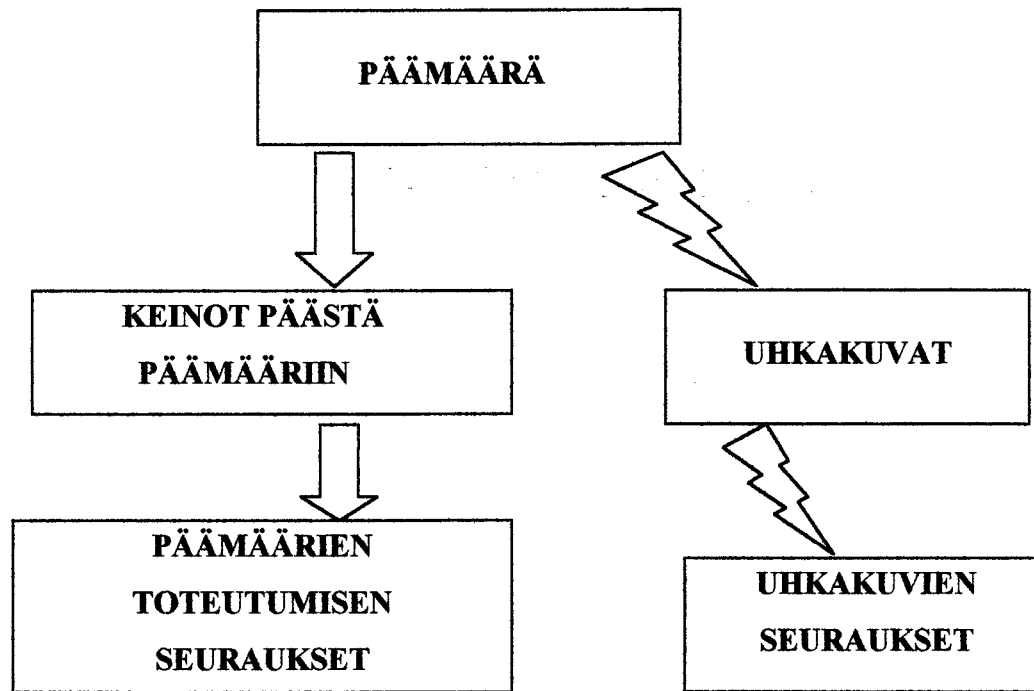 PÄÄMÄÄRÄ
KEINOT PÄÄSTÄ
PÄÄMÄÄRIIN
UHKAKUVAT
PÄÄMÄÄRIEN
TOTEUTUMISEN
SEURAUKSET
UHKAKUVIEN
SEURAUKSET